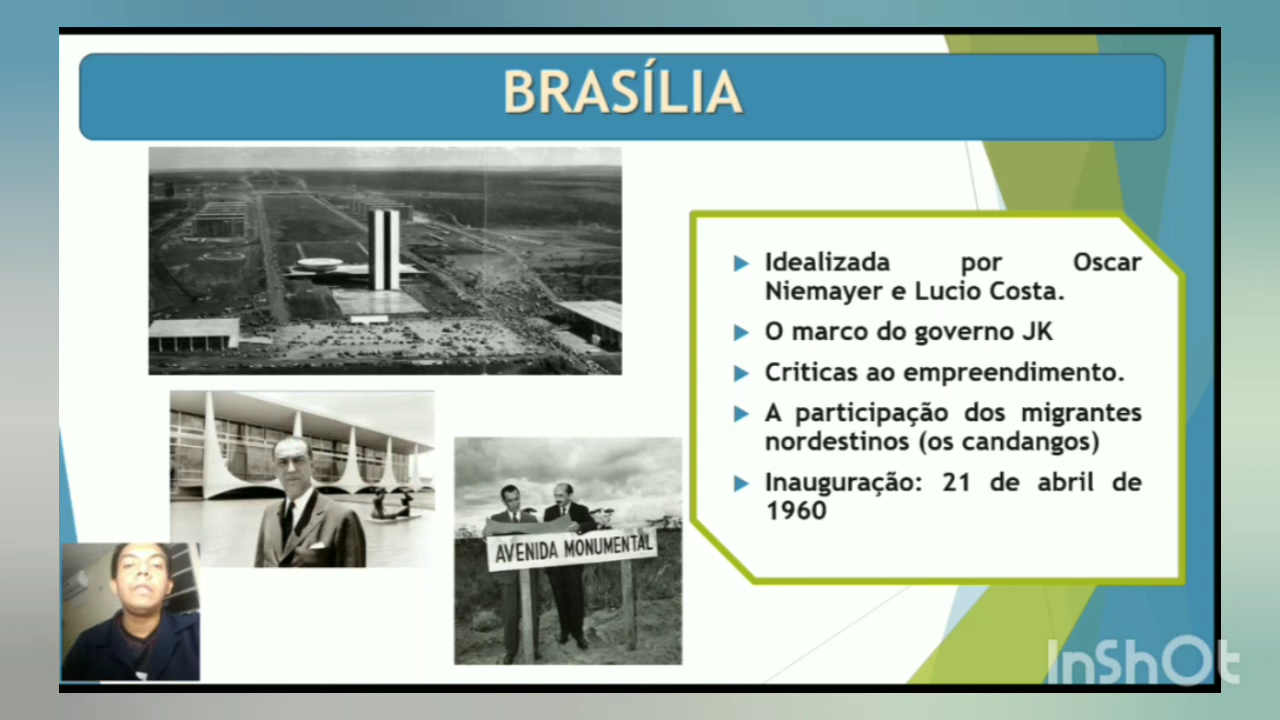 BRASÍLIA
Idealizada por Oscar
Niemayer e Lucio Costa.
O marco do governo JK
Criticas ao empreendimento.
A participação dos migrantes
nordestinos (os candangos)
Inauguração: 21 de abril de
1960
AVENIDA MONUMENTAL
InShOt